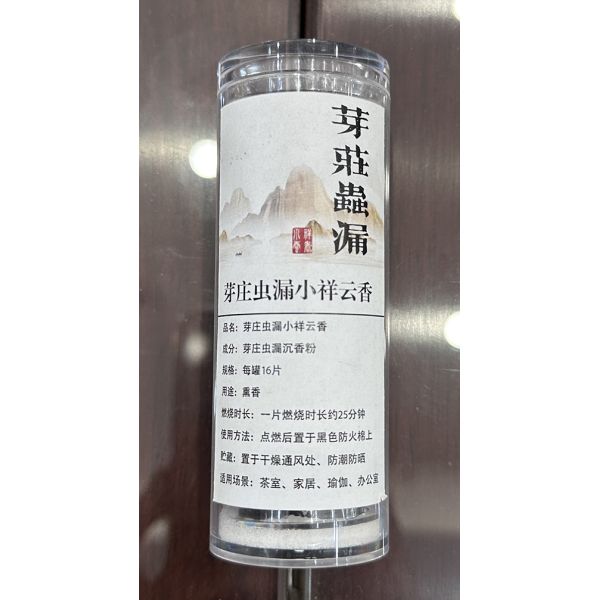 芽莊蟲漏
芽庄虫漏小祥云香
品名：芽庄虫漏小祥云香
成分：芽庄虫漏沉香粉
规格：每罐16片
用途：熏香
燃烧时长：一片燃烧时长约25分钟
使用方法：点燃后置于黑色防火棉上
贮藏：置于干燥通风处、防潮防晒
适用场景：茶室、家居、瑜伽、办公室